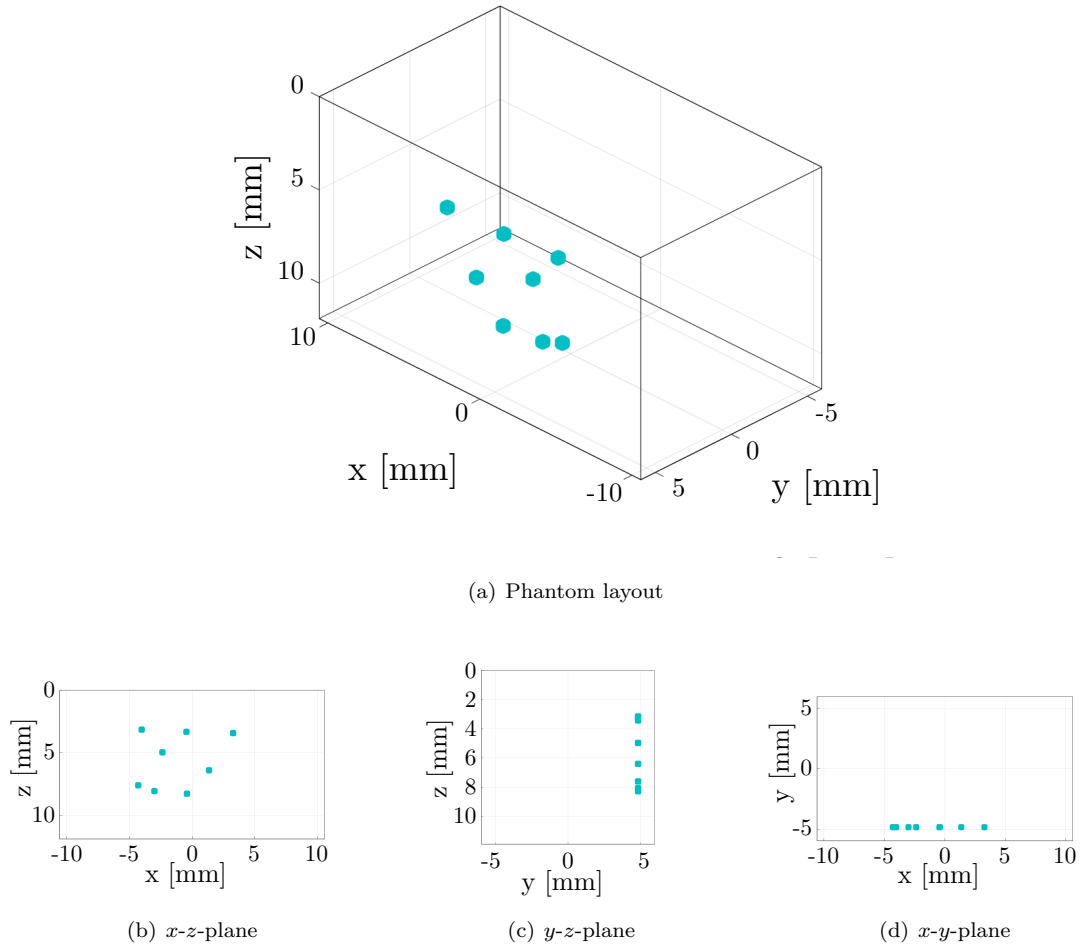 0
5
10
z [mm]
10
0
-10
x [mm]
5
0
-5
y [mm]
(a) Phantom layout
0
5
10
z [mm]
-10 -5 0 5 10
x [mm]
(b) x-z-plane
0
2
4
6
8
10
z [mm]
-5 0 5
y [mm]
(c) y-z-plane
5
0
-5
y [mm]
-10 -5 0 5 10
x [mm]
(d) x-y-plane